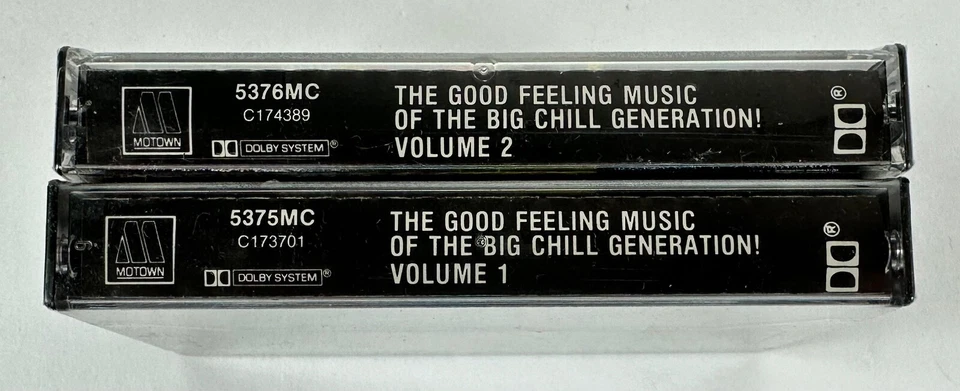 5376MC
C174389
MOTOWN
DOLBY SYSTEM®
THE GOOD FEELING MUSIC
OF THE BIG CHILL GENERATION!
VOLUME 2
®
5375MC
C173701
MOTOWN
DOLBY SYSTEM®
THE GOOD FEELING MUSIC
OF THE BIG CHILL GENERATION!
VOLUME 1
®